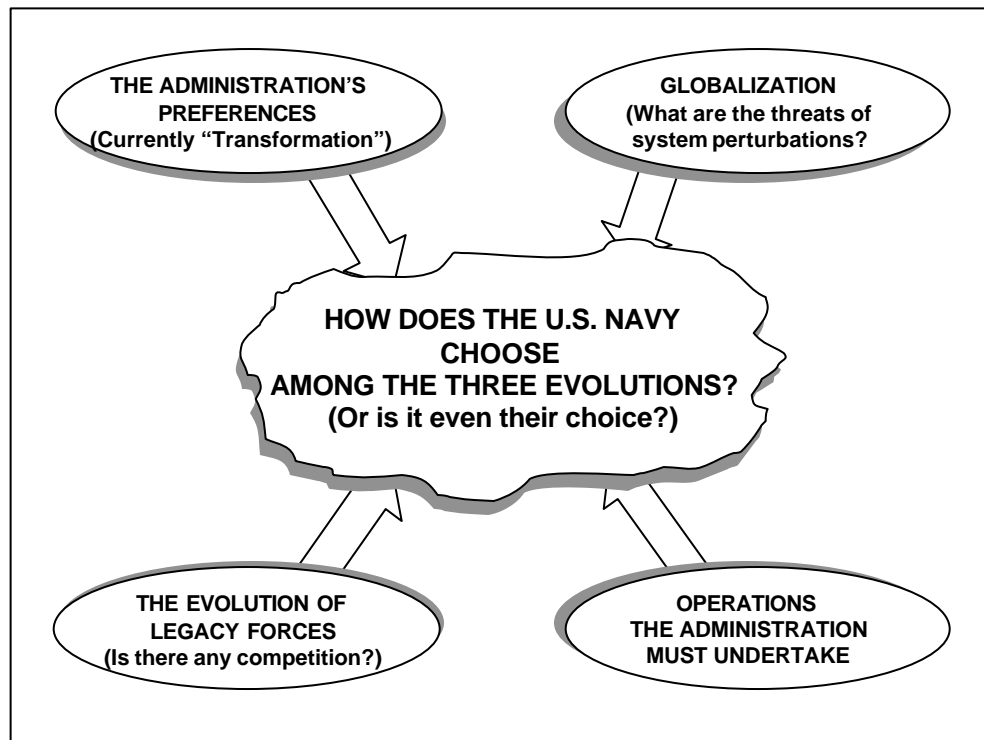 THE ADMINISTRATION’S
PREFERENCES
(Currently “Transformation”)
GLOBALIZATION
(What are the threats of
system perturbations?
HOW DOES THE U.S. NAVY
CHOOSE
AMONG THE THREE EVOLUTIONS?
(Or is it even their choice?)
THE EVOLUTION OF
LEGACY FORCES
(Is there any competition?)
OPERATIONS
THE ADMINISTRATION
MUST UNDERTAKE